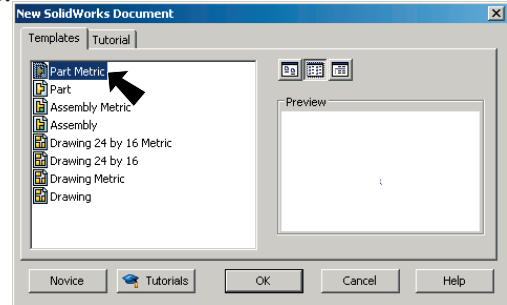 New SolidWorks Document
Templates Tutorial
Part Metric
Part
Assembly Metric
Assembly
Drawing 24 by 16 Metric
Drawing 24 by 16
Drawing Metric
Drawing
Preview
Novice Tutorials OK Cancel Help